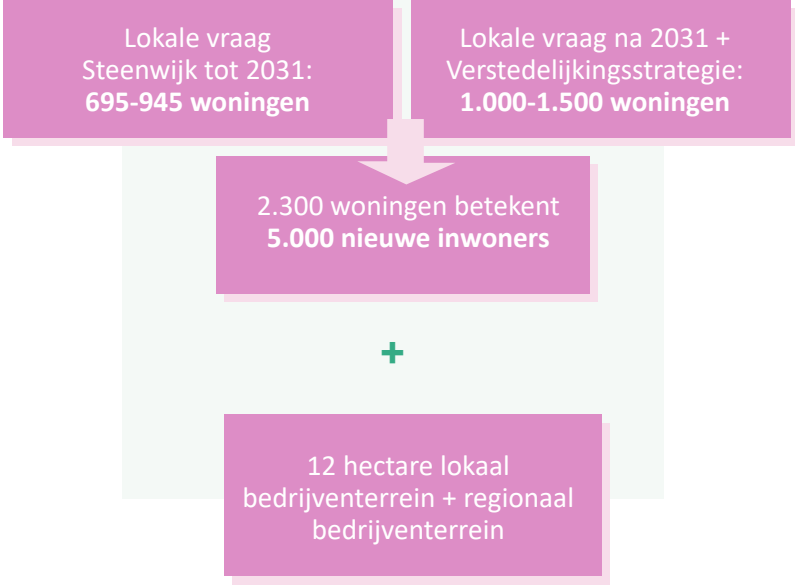 Lokale vraag
Steenwijk tot 2031:
695-945 woningen
Lokale vraag na 2031 +
Verstedelijkingsstrategie:
1.000-1.500 woningen
2.300 woningen betekent
5.000 nieuwe inwoners
+
12 hectare lokaal
bedrijventerrein + regionaal
bedrijventerrein